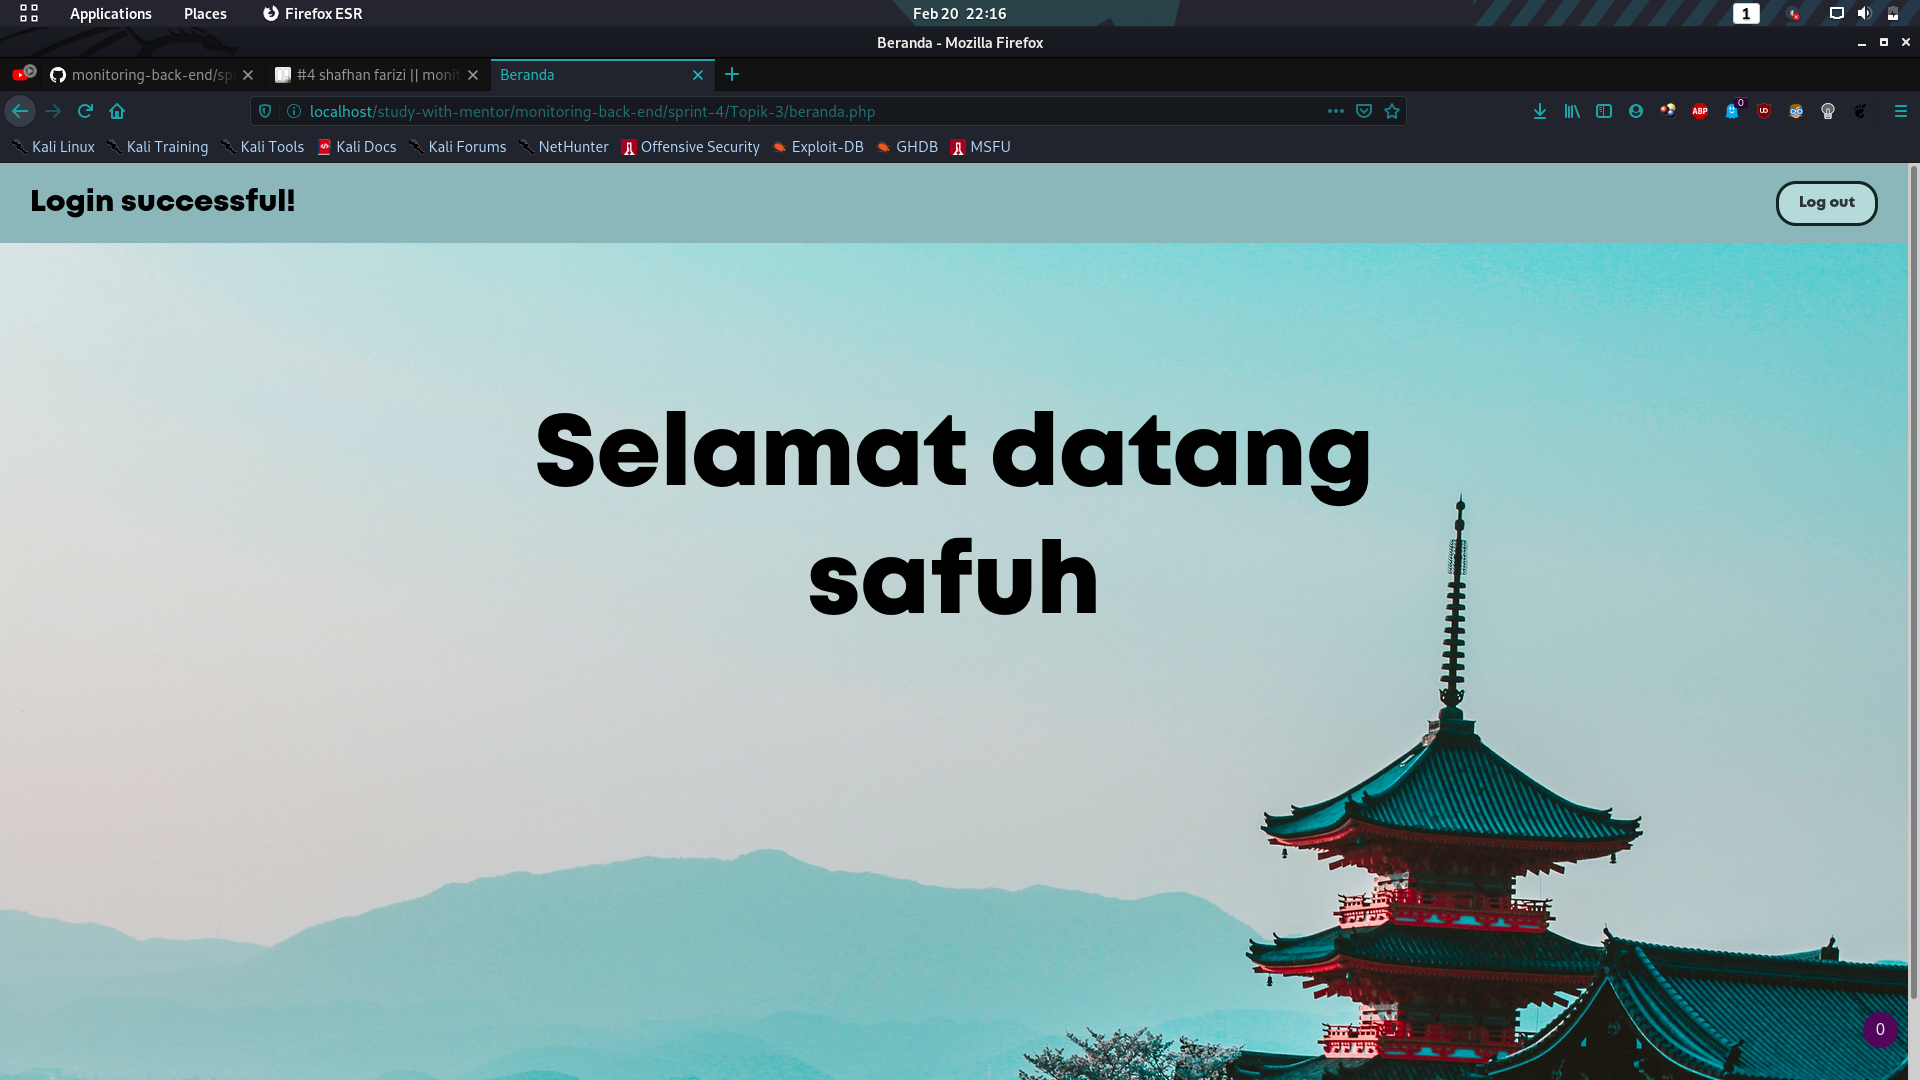 Applications Places Firefox ESR Feb 20 22:16 1
Beranda - Mozilla Firefox
monitoring-back-end/spr #4 shafhan farizi || monit Beranda
localhost/study-with-mentor/monitoring-back-end/sprint-4/Topik-3/beranda.php ABP 0 UO
Kali Linux Kali Training Kali Tools Kali Docs Kali Forums NetHunter Offensive Security Exploit-DB GHDB MSFU
Login successful! Log out
Selamat datang
safuh
0